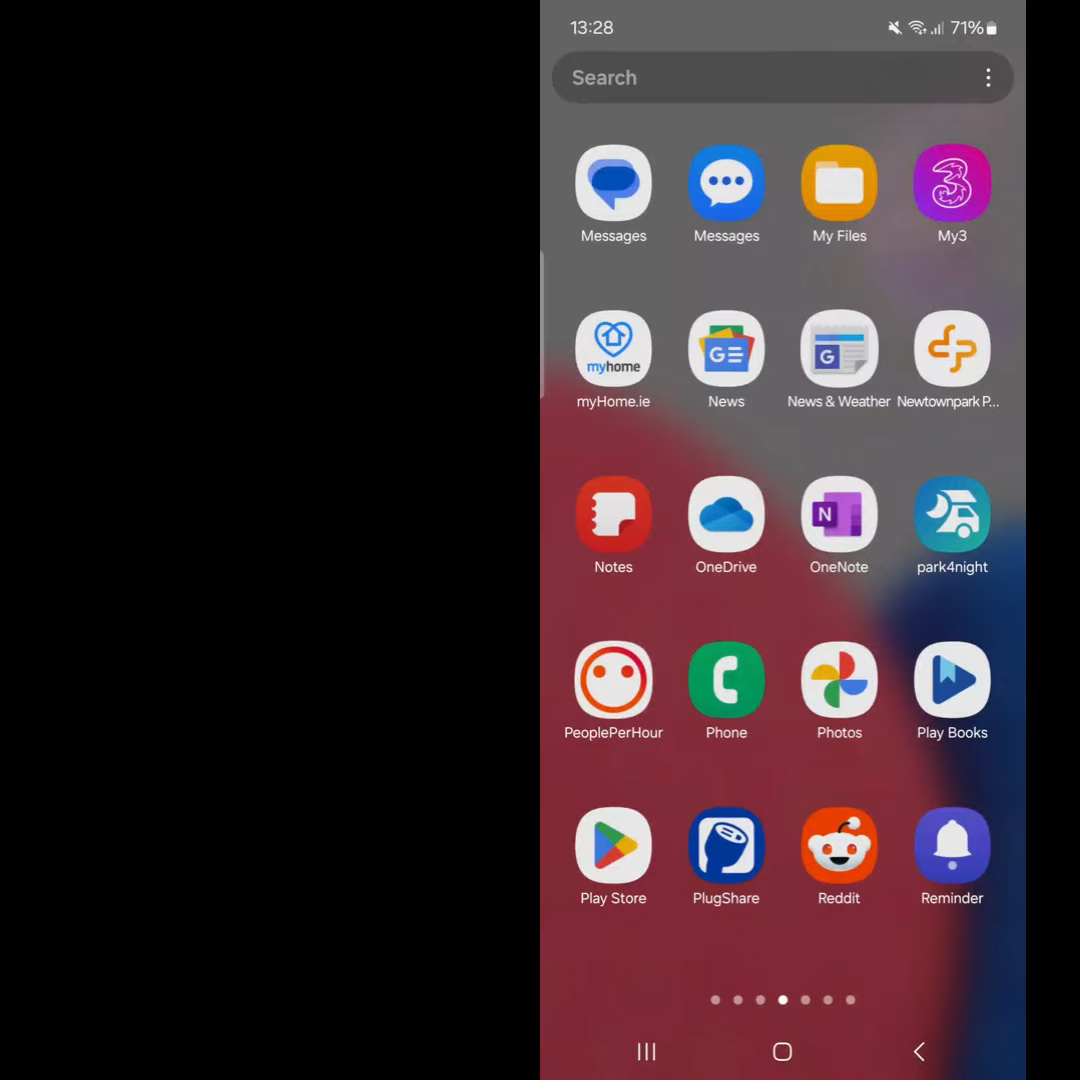 13:28 71%
Search
Messages Messages My Files My3
myhome
myHome.ie News News & Weather Newtownpark P...
N
Notes OneDrive OneNote park4night
PeoplePerHour Phone Photos Play Books
Play Store PlugShare Reddit Reminder